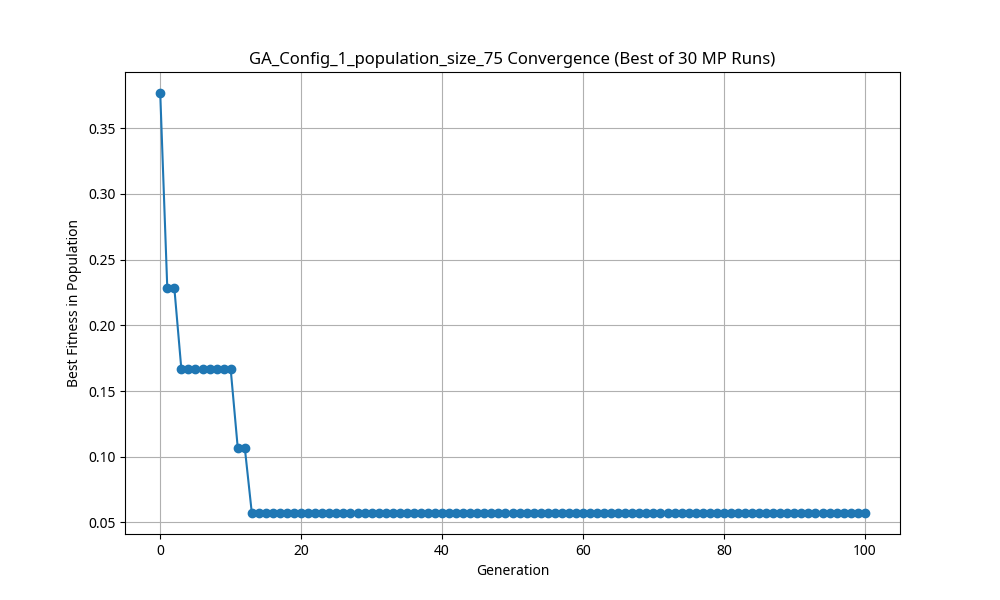 GA_Config_1_population_size_75 Convergence (Best of 30 MP Runs)
Best Fitness in Population
0.35
0.30
0.25
0.20
0.15
0.10
0.05
0 20 40 60 80 100
Generation